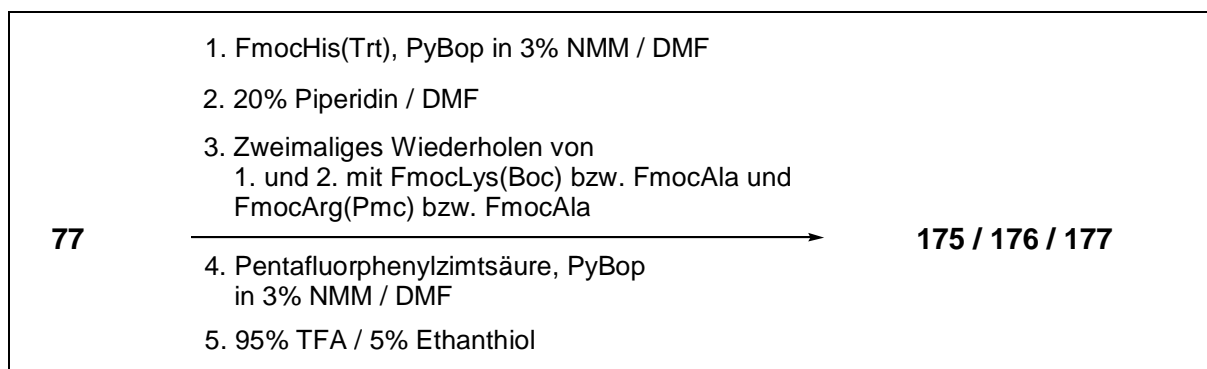 1. FmocHis(Trt), PyBop in 3% NMM / DMF
2. 20% Piperidin / DMF
3. Zweimaliges Wiederholen von
1. und 2. mit FmocLys(Boc) bzw. FmocAla und
FmocArg(Pmc) bzw. FmocAla
77
175 / 176 / 177
4. Pentafluorphenylzimtsäure, PyBop
in 3% NMM / DMF
5. 95% TFA / 5% Ethanthiol